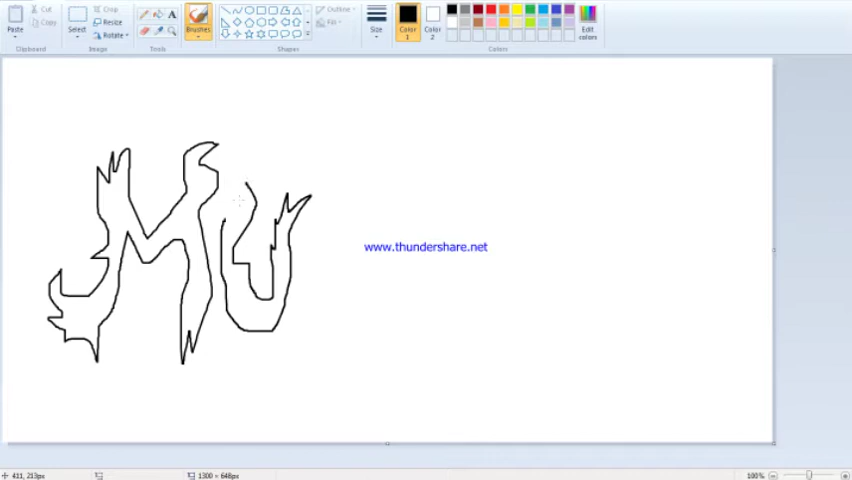 Cut
Copy
Paste
Clipboard
Crop
Resize
Rotate
Select
Image
A
Tools
Brushes
Outline
Fill
Shapes
Size
Color 1
Color 2
Edit colors
Colors
MU
www.thundershare.net
411, 213px
1300 × 648px
100%